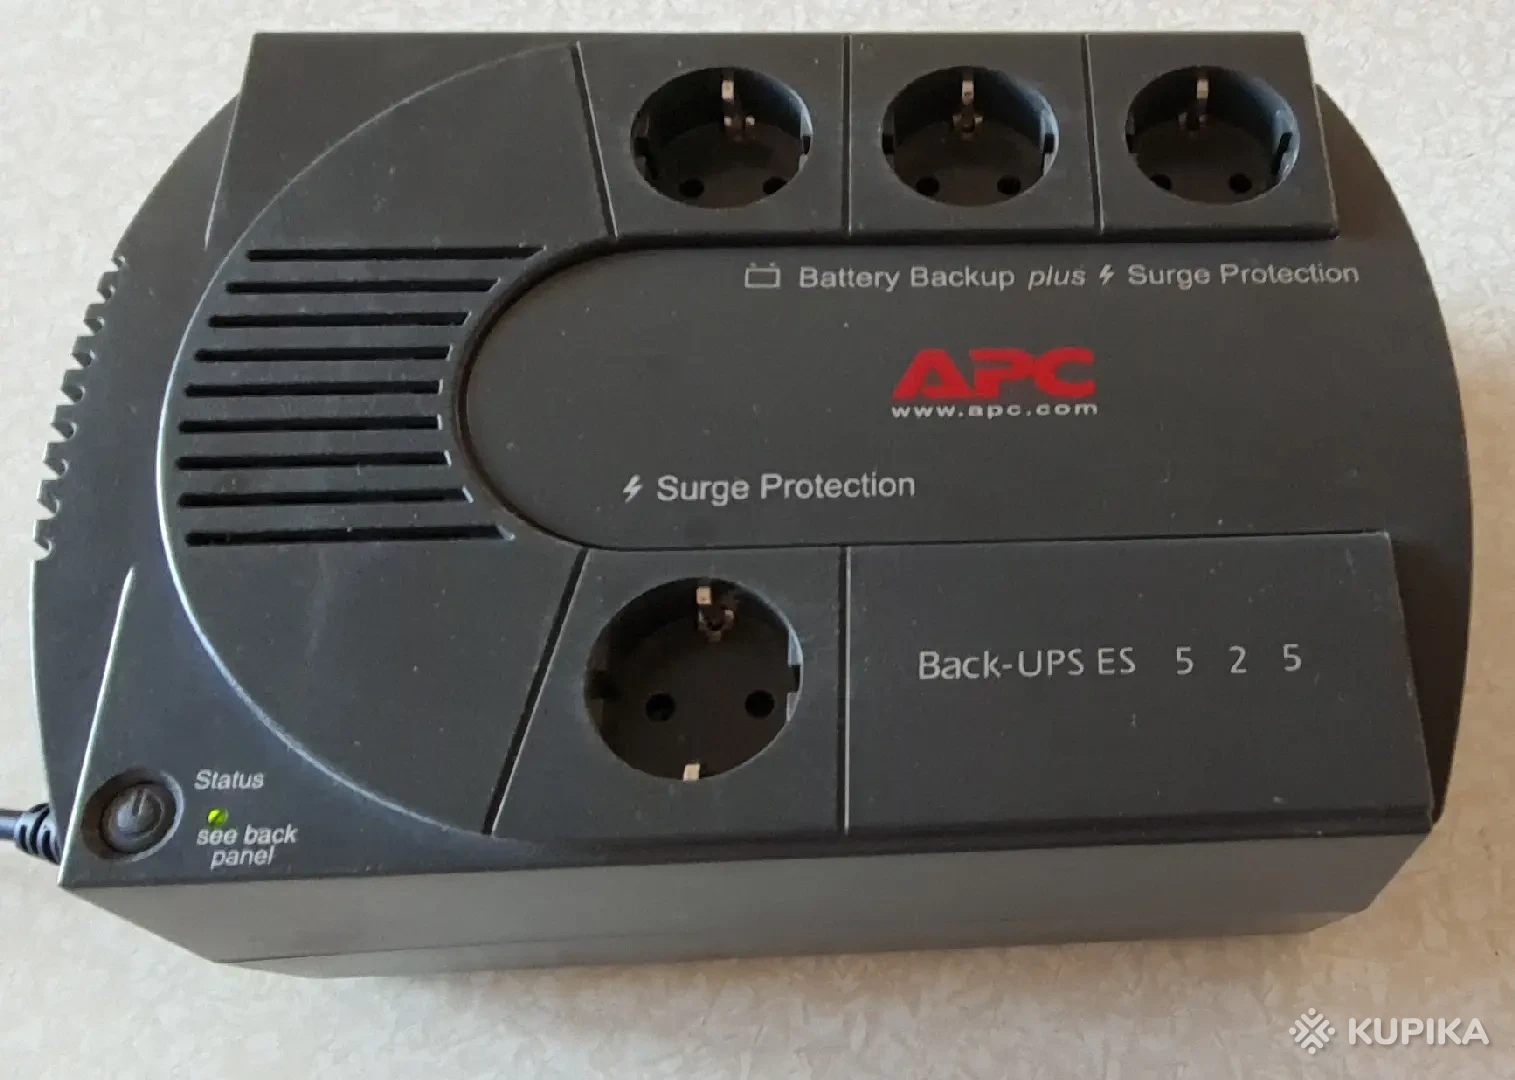 Battery Backup plus Surge Protection
APC
www.apc.com
Surge Protection
Back-UPS ES 5 2 5
Status
see back
panel
KUPIKA